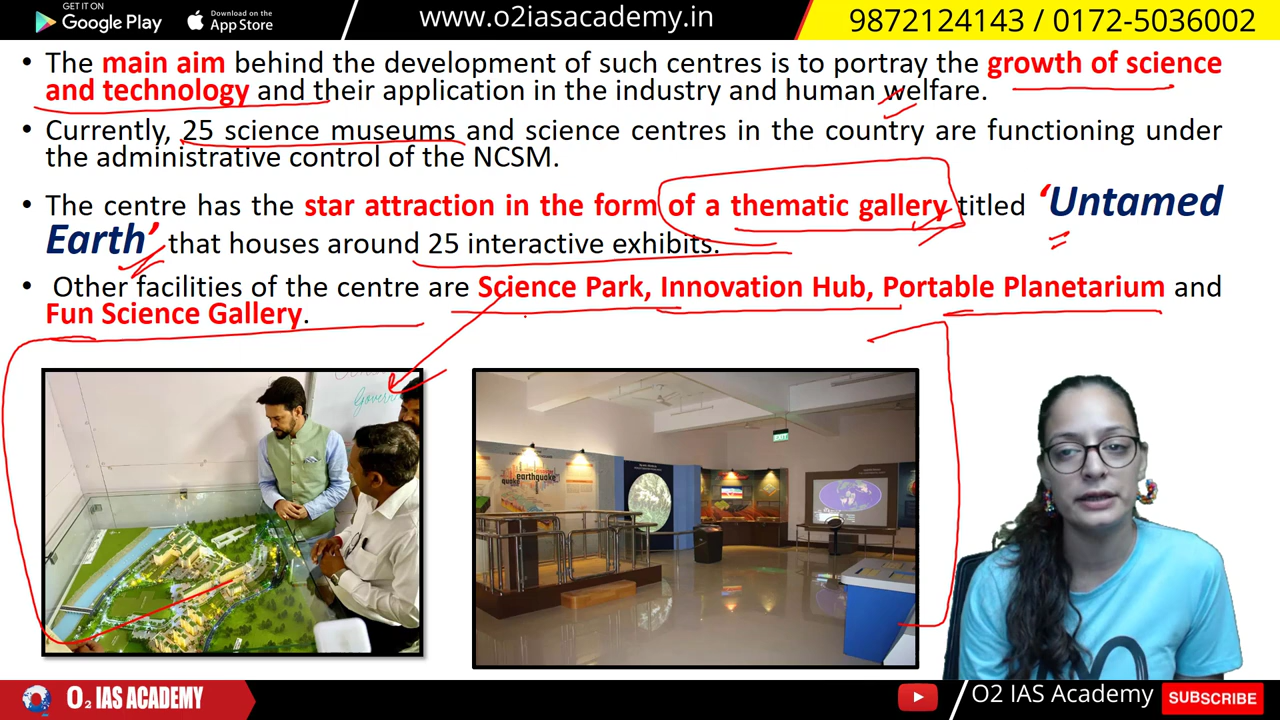 GET IT ON
Google Play
Download on the
App Store
www.o2iasacademy.in
9872124143 / 0172-5036002
• The main aim behind the development of such centres is to portray the growth of science
and technology and their application in the industry and human welfare.
• Currently, 25 science museums and science centres in the country are functioning under
the administrative control of the NCSM.
• The centre has the star attraction in the form of a thematic gallery titled ‘Untamed
Earth’ that houses around 25 interactive exhibits.
• Other facilities of the centre are Science Park, Innovation Hub, Portable Planetarium and
Fun Science Gallery.
Govern
earthquake
quake
EXIT
O2 IAS ACADEMY
O2 IAS Academy
SUBSCRIBE